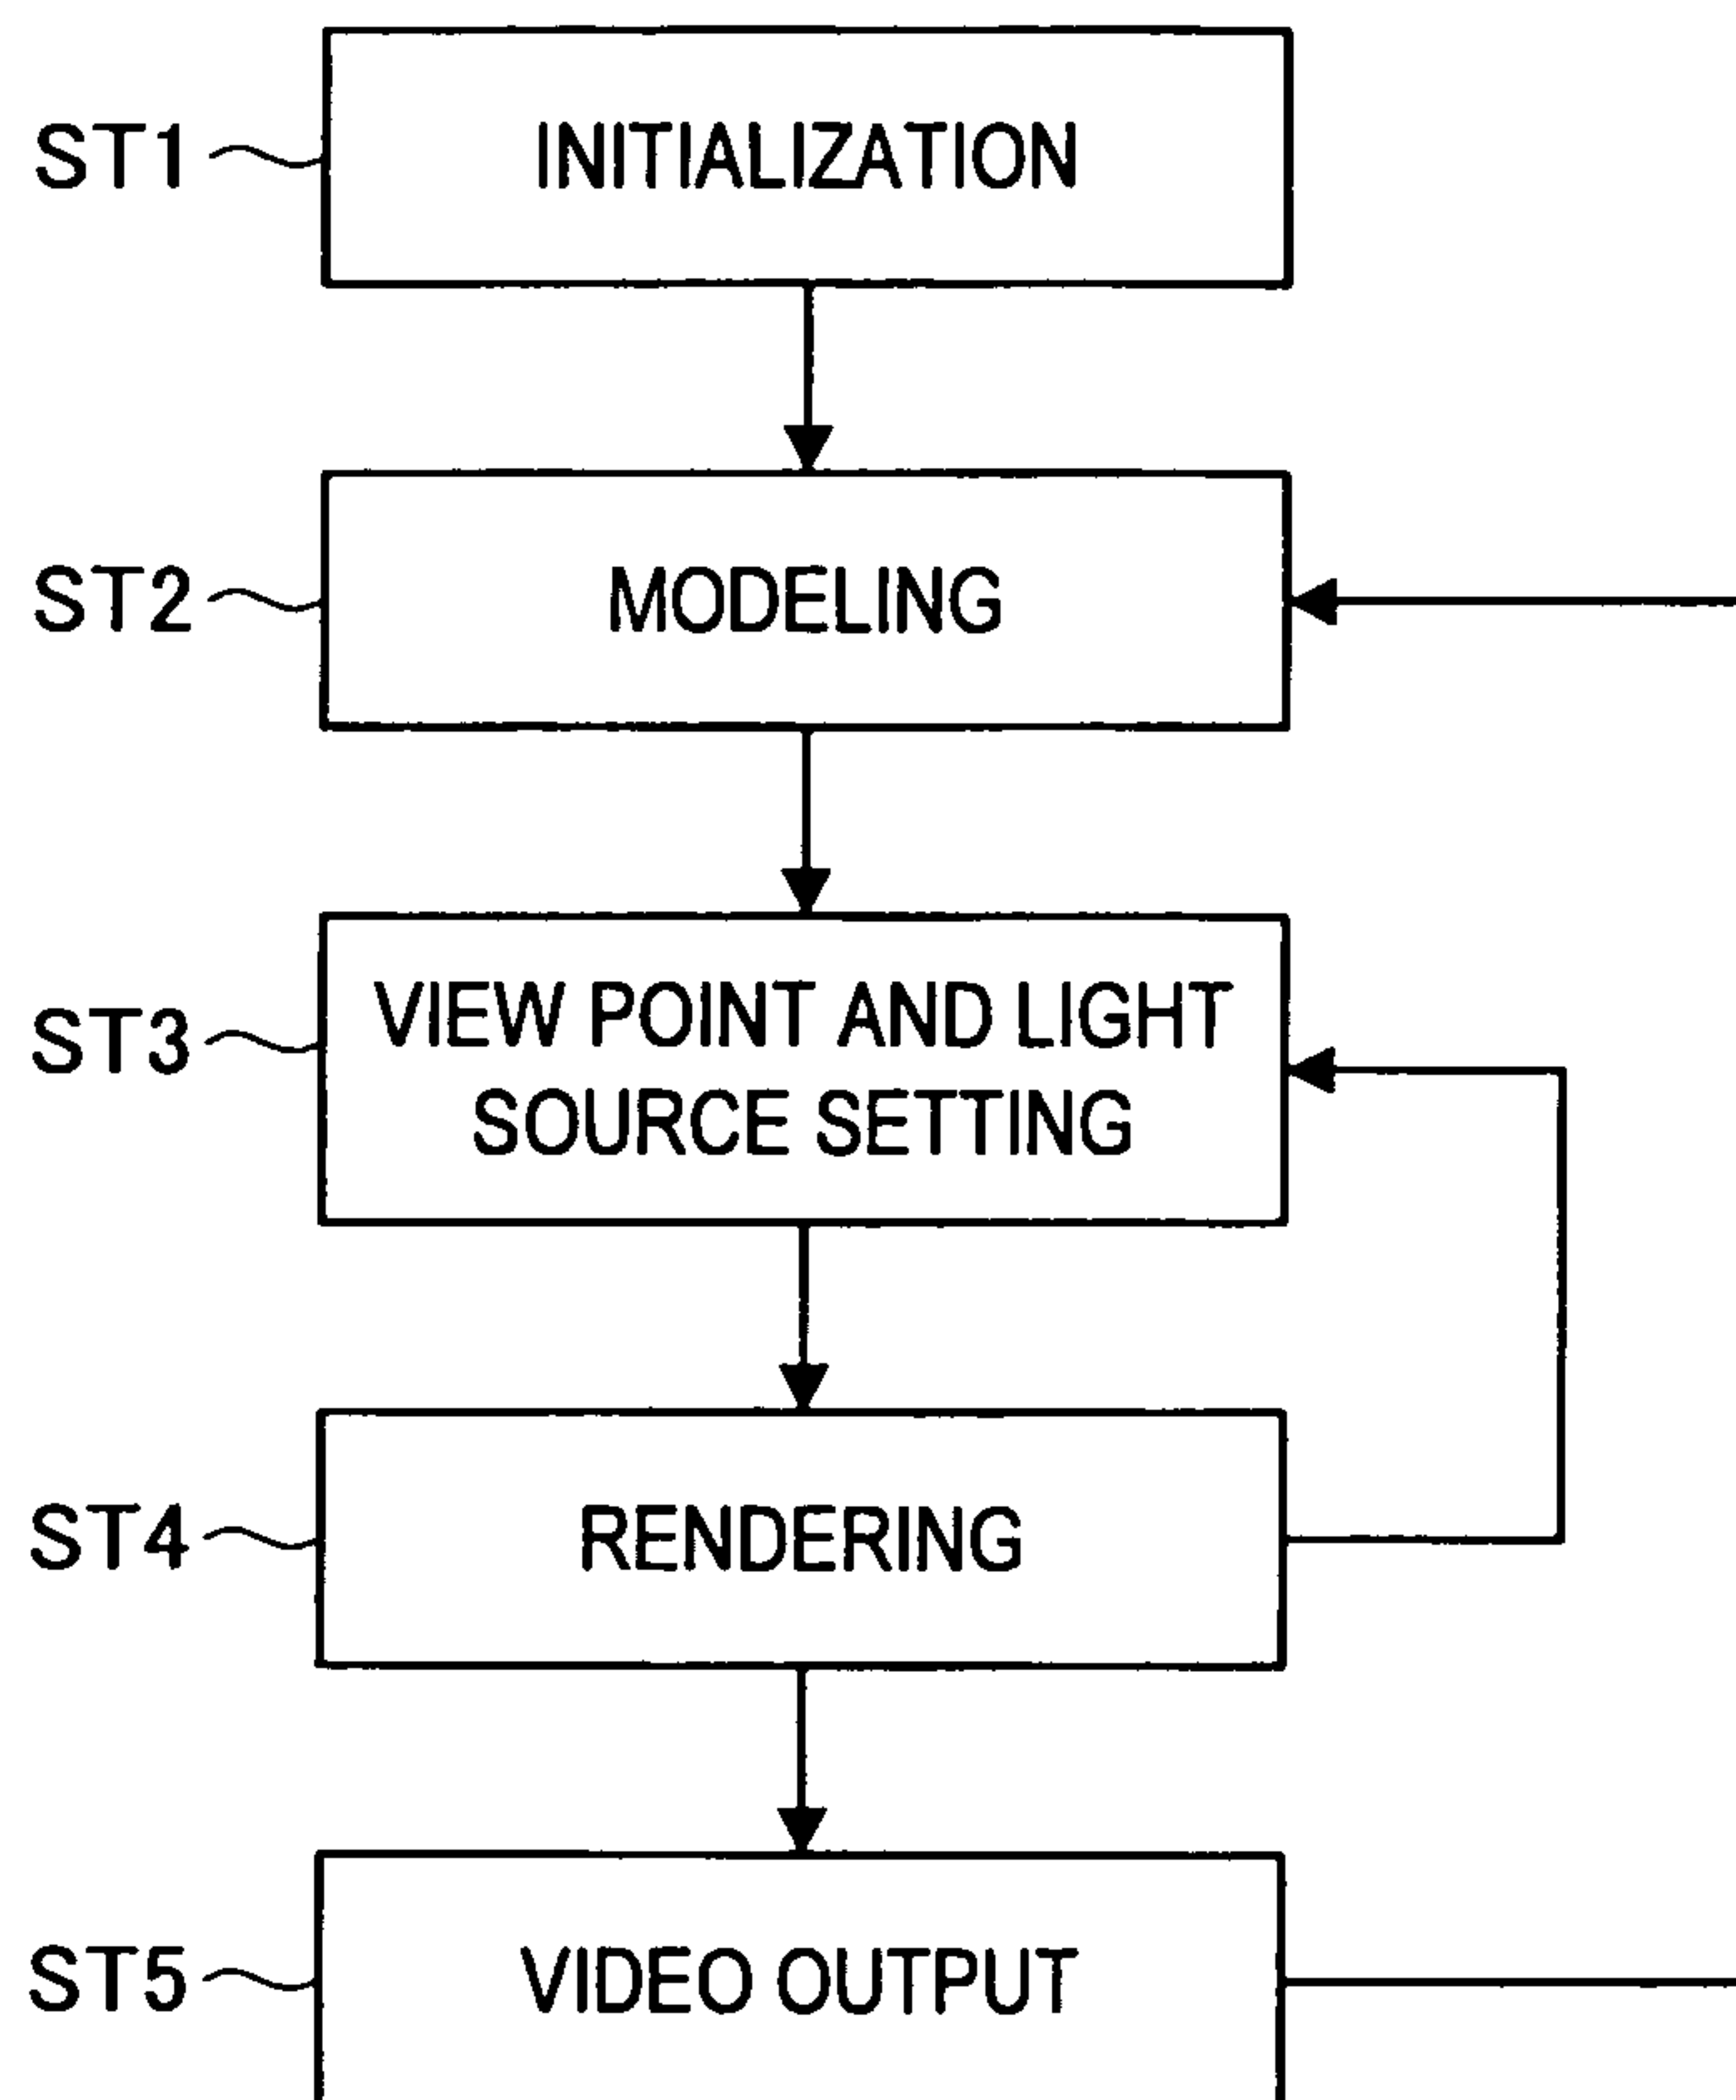 ST1
INITIALIZATION
ST2
MODELING
ST3
VIEW POINT AND LIGHT
SOURCE SETTING
ST4
RENDERING
ST5
VIDEO OUTPUT